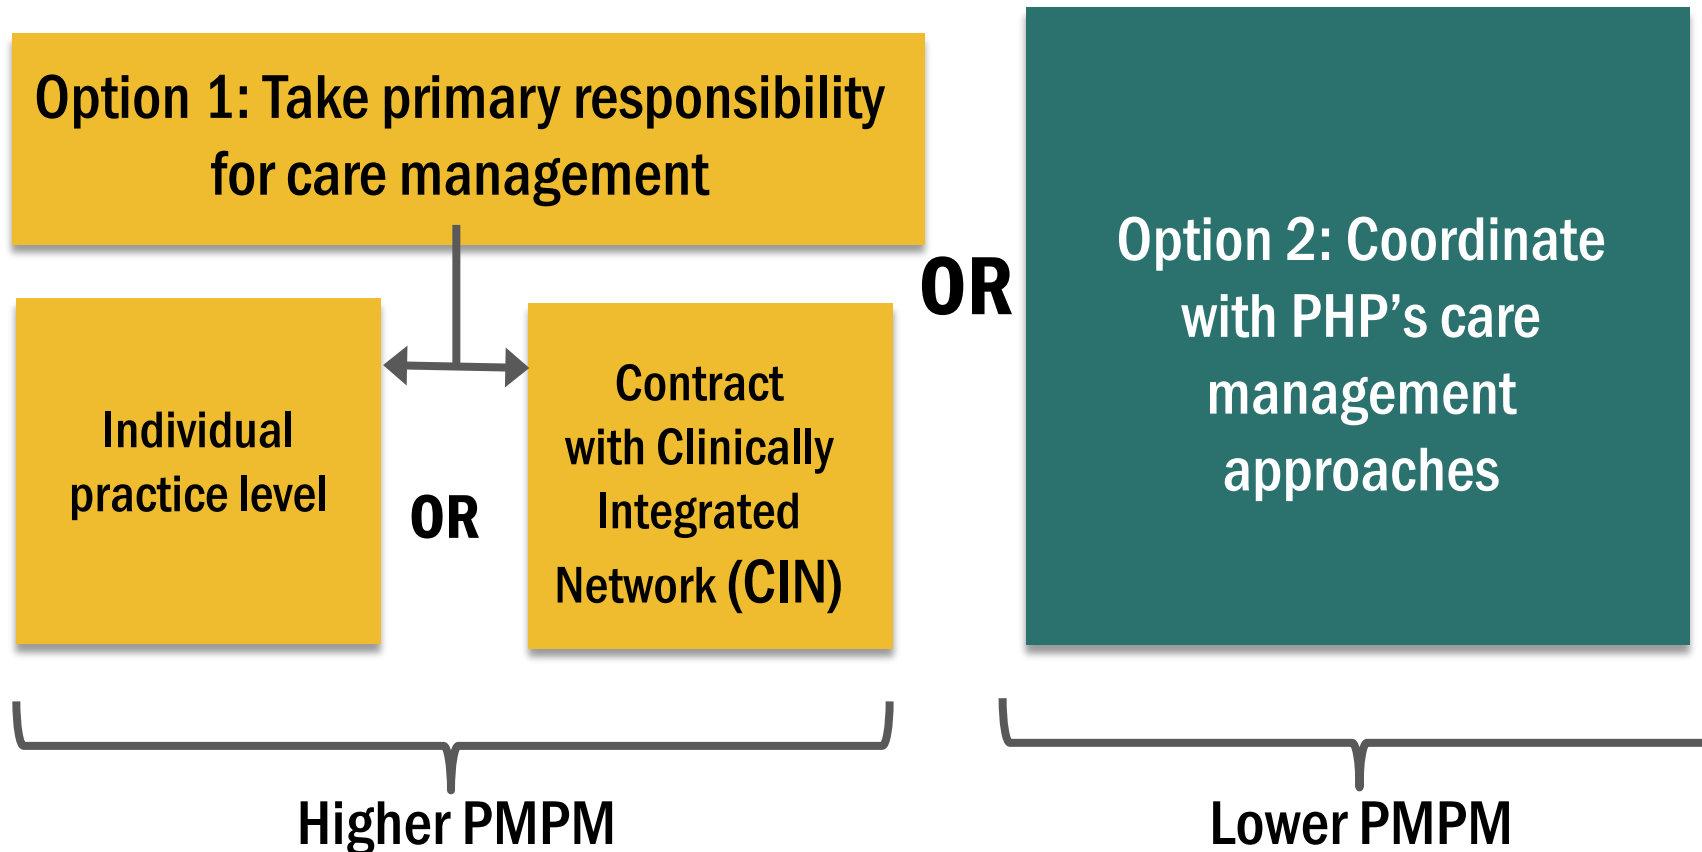 Option 1: Take primary responsibility
for care management
Individual
practice level
OR
Contract
with Clinically
Integrated
Network (CIN)
OR
Option 2: Coordinate
with PHP’s care
management
approaches
Higher PMPM
Lower PMPM